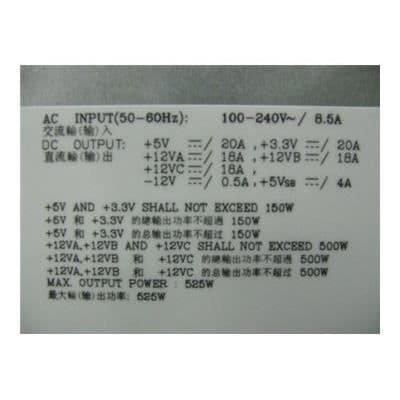 AC INPUT(50-60Hz): 100-240V~/ 8.5A
交流輸(输)入
DC OUTPUT: +5V ⎓/ 20A ,+3.3V ⎓/ 20A
直流輸(输)出 +12VA ⎓/ 18A ,+12VB ⎓/ 18A
+12VC ⎓/ 18A
-12V ⎓/ 0.5A ,+5VSB ⎓/ 4A
+5V AND +3.3V SHALL NOT EXCEED 150W
+5V 和 +3.3V 的總輸出功率不超過 150W
+5V 和 +3.3V 的总输出功率不超过 150W
+12VA,+12VB AND +12VC SHALL NOT EXCEED 500W
+12VA,+12VB 和 +12VC 的總輸出功率不超過 500W
+12VA,+12VB 和 +12VC 的总输出功率不超过 500W
MAX. OUTPUT POWER : 525W
最大輸(输)出功率: 525W